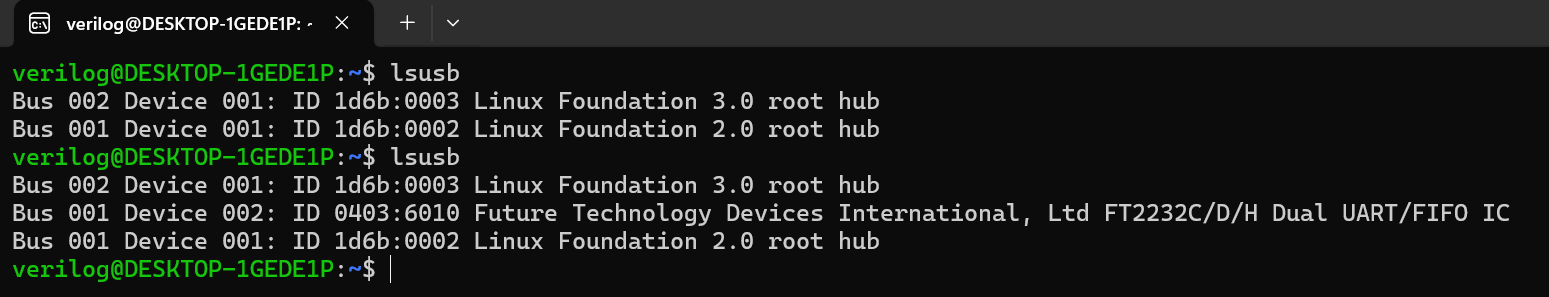 verilog@DESKTOP-1GEDE1P: ~
verilog@DESKTOP-1GEDE1P:~$ lsusb
Bus 002 Device 001: ID 1d6b:0003 Linux Foundation 3.0 root hub
Bus 001 Device 001: ID 1d6b:0002 Linux Foundation 2.0 root hub
verilog@DESKTOP-1GEDE1P:~$ lsusb
Bus 002 Device 001: ID 1d6b:0003 Linux Foundation 3.0 root hub
Bus 001 Device 002: ID 0403:6010 Future Technology Devices International, Ltd FT2232C/D/H Dual UART/FIFO IC
Bus 001 Device 001: ID 1d6b:0002 Linux Foundation 2.0 root hub
verilog@DESKTOP-1GEDE1P:~$